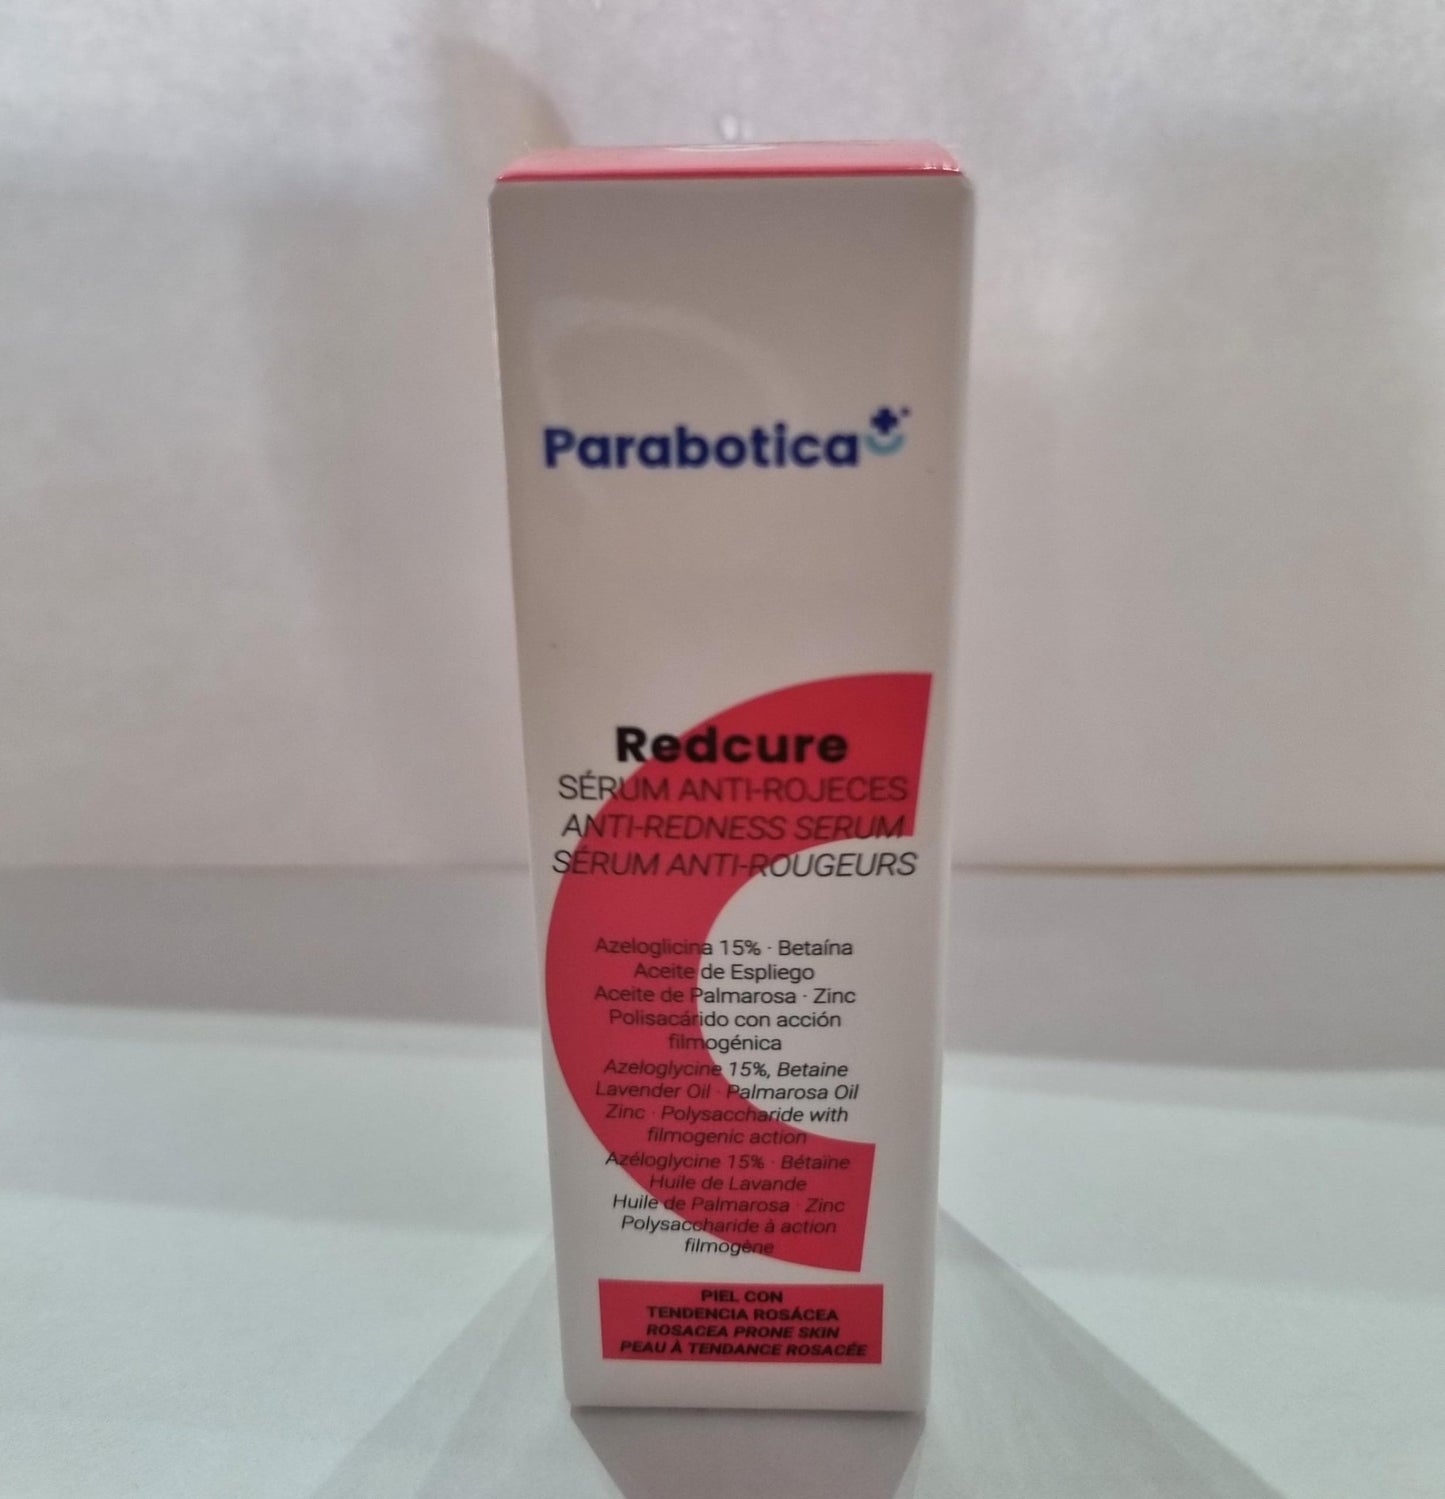 Parabotica
Redcure
SÉRUM ANTI-ROJECES
ANTI-REDNESS SERUM
SÉRUM ANTI-ROUGEURS
Azeloglicina 15% · Betaína
Aceite de Espliego
Aceite de Palmarosa · Zinc
Polisacárido con acción
filmogénica
Azeloglycine 15%, Betaine
Lavender Oil · Palmarosa Oil
Zinc · Polysaccharide with
filmogenic action
Azéloglycine 15% · Bétaïne
Huile de Lavande
Huile de Palmarosa · Zinc
Polysaccharide à action
filmogène
PIEL CON
TENDENCIA ROSÁCEA
ROSACEA PRONE SKIN
PEAU À TENDANCE ROSACÉE